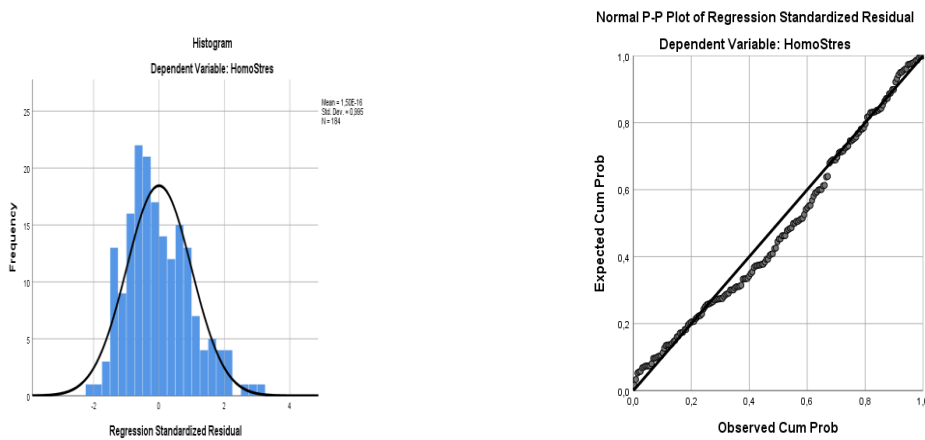 Histogram
Dependent Variable: HomoStres
Mean = 1,50E-16
Std. Dev. = 0,995
N = 184
25
20
15
10
5
0
Frequency
-2 0 2 4
Regression Standardized Residual
Normal P-P Plot of Regression Standardized Residual
Dependent Variable: HomoStres
1,0
0,8
0,6
0,4
0,2
0,0
Expected Cum Prob
0,0 0,2 0,4 0,6 0,8 1,0
Observed Cum Prob